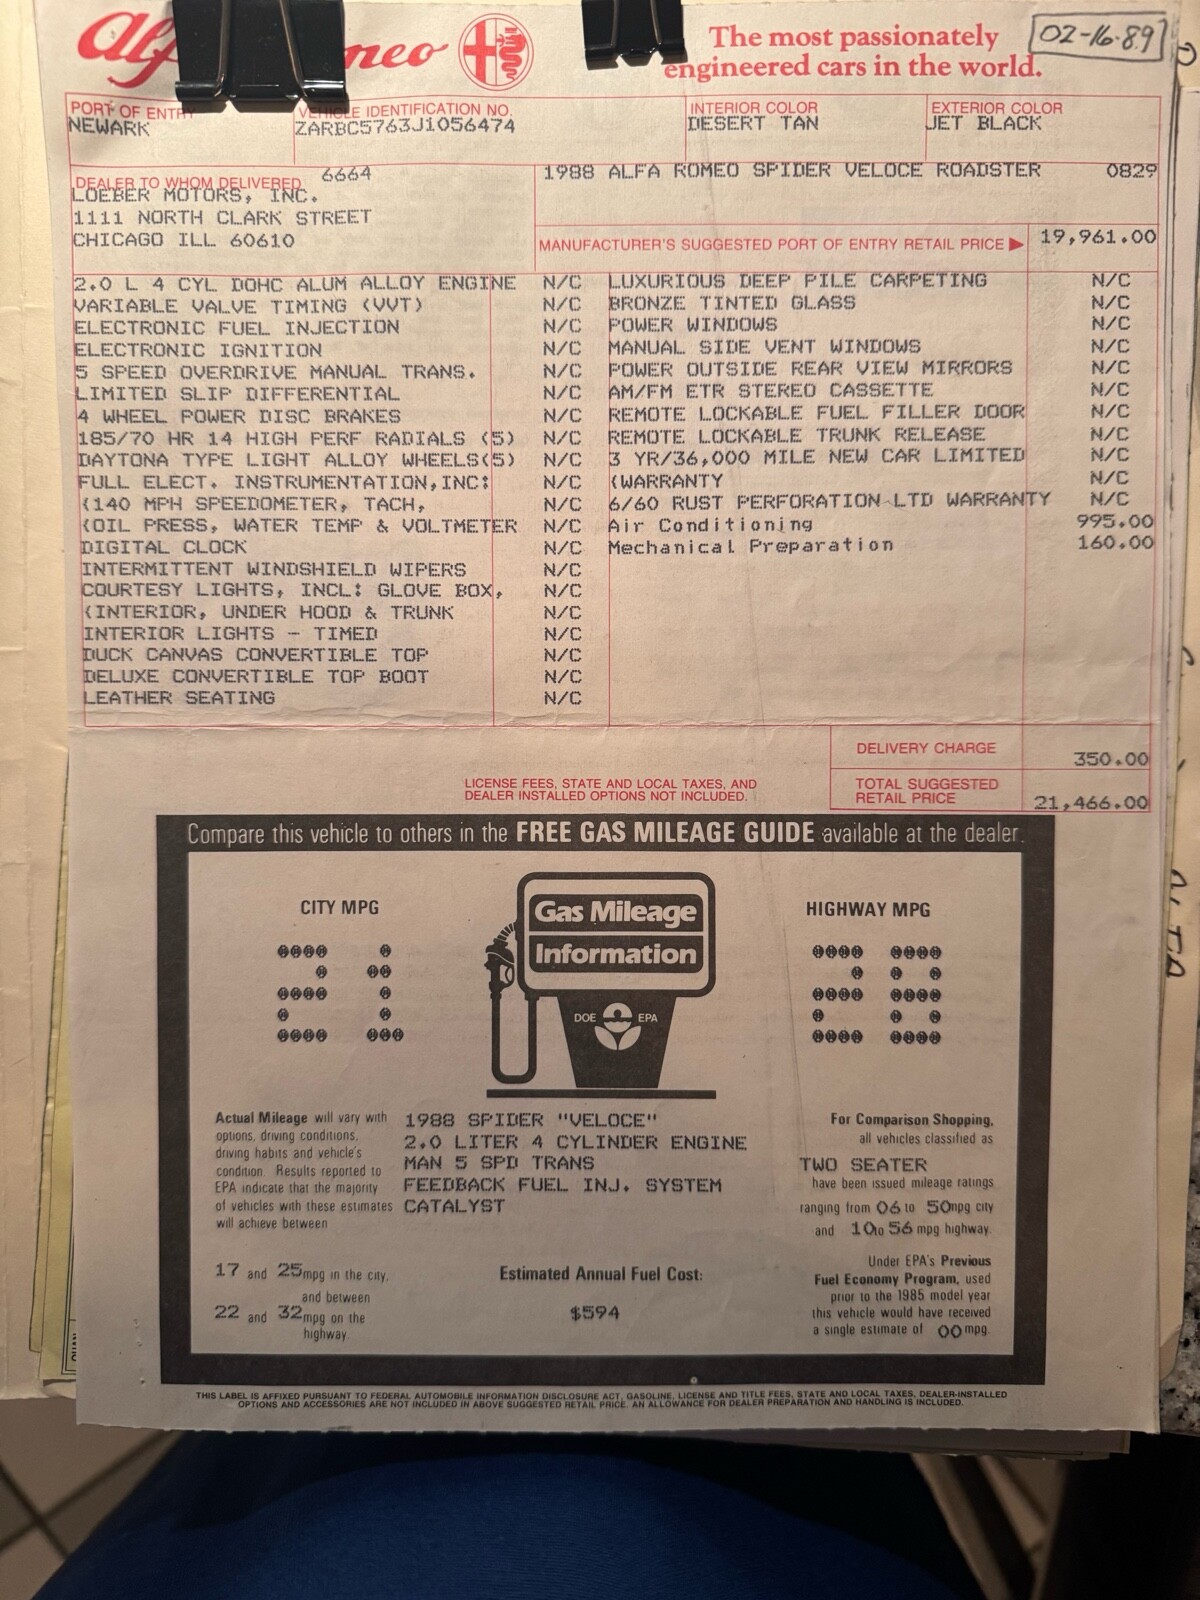 The most passionately
engineered cars in the world.
02-16-89
PORT OF ENTRY
NEWARK
VEHICLE IDENTIFICATION NO.
ZARBC5763J1056474
INTERIOR COLOR
DESERT TAN
EXTERIOR COLOR
JET BLACK
DEALER TO WHOM DELIVERED 6664
LOEBER MOTORS, INC.
1111 NORTH CLARK STREET
CHICAGO ILL 60610
1988 ALFA ROMEO SPIDER VELOCE ROADSTER 0829
MANUFACTURER'S SUGGESTED PORT OF ENTRY RETAIL PRICE ▶ 19,961.00
2.0 L 4 CYL DOHC ALUM ALLOY ENGINE N/C
VARIABLE VALVE TIMING (VVT) N/C
ELECTRONIC FUEL INJECTION N/C
ELECTRONIC IGNITION N/C
5 SPEED OVERDRIVE MANUAL TRANS. N/C
LIMITED SLIP DIFFERENTIAL N/C
4 WHEEL POWER DISC BRAKES N/C
185/70 HR 14 HIGH PERF RADIALS (5) N/C
DAYTONA TYPE LIGHT ALLOY WHEELS(5) N/C
FULL ELECT. INSTRUMENTATION,INC: N/C
(140 MPH SPEEDOMETER, TACH, N/C
(OIL PRESS, WATER TEMP & VOLTMETER N/C
DIGITAL CLOCK N/C
INTERMITTENT WINDSHIELD WIPERS N/C
COURTESY LIGHTS, INCL: GLOVE BOX, N/C
(INTERIOR, UNDER HOOD & TRUNK N/C
INTERIOR LIGHTS - TIMED N/C
DUCK CANVAS CONVERTIBLE TOP N/C
DELUXE CONVERTIBLE TOP BOOT N/C
LEATHER SEATING N/C
LUXURIOUS DEEP PILE CARPETING N/C
BRONZE TINTED GLASS N/C
POWER WINDOWS N/C
MANUAL SIDE VENT WINDOWS N/C
POWER OUTSIDE REAR VIEW MIRRORS N/C
AM/FM ETR STEREO CASSETTE N/C
REMOTE LOCKABLE FUEL FILLER DOOR N/C
REMOTE LOCKABLE TRUNK RELEASE N/C
3 YR/36,000 MILE NEW CAR LIMITED N/C
(WARRANTY N/C
6/60 RUST PERFORATION LTD WARRANTY N/C
Air Conditioning 995.00
Mechanical Preparation 160.00
DELIVERY CHARGE 350.00
LICENSE FEES, STATE AND LOCAL TAXES, AND
DEALER INSTALLED OPTIONS NOT INCLUDED.
TOTAL SUGGESTED
RETAIL PRICE 21,466.00
Compare this vehicle to others in the FREE GAS MILEAGE GUIDE available at the dealer.
CITY MPG
21
Gas Mileage
Information
DOE EPA
HIGHWAY MPG
28
Actual Mileage will vary with
options, driving conditions,
driving habits and vehicle's
condition. Results reported to
EPA indicate that the majority
of vehicles with these estimates
will achieve between
17 and 25 mpg in the city,
and between
22 and 32 mpg on the
highway.
1988 SPIDER "VELOCE"
2.0 LITER 4 CYLINDER ENGINE
MAN 5 SPD TRANS
FEEDBACK FUEL INJ. SYSTEM
CATALYST
Estimated Annual Fuel Cost:
$594
For Comparison Shopping,
all vehicles classified as
TWO SEATER
have been issued mileage ratings
ranging from 06 to 50 mpg city
and 10 to 56 mpg highway.
Under EPA's Previous
Fuel Economy Program, used
prior to the 1985 model year
this vehicle would have received
a single estimate of 00 mpg.
THIS LABEL IS AFFIXED PURSUANT TO FEDERAL AUTOMOBILE INFORMATION DISCLOSURE ACT, GASOLINE, LICENSE AND TITLE FEES, STATE AND LOCAL TAXES, DEALER-INSTALLED
OPTIONS AND ACCESSORIES ARE NOT INCLUDED IN ABOVE SUGGESTED RETAIL PRICE. AN ALLOWANCE FOR DEALER PREPARATION AND HANDLING IS INCLUDED.